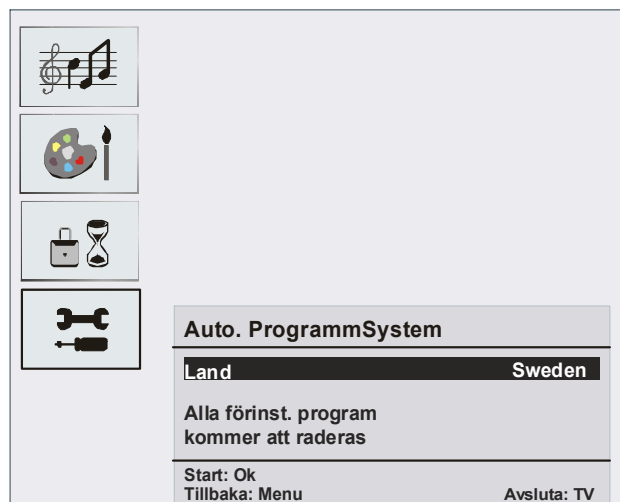 Auto. ProgrammSystem
Land Sweden
Alla förinst. program
kommer att raderas
Start: Ok
Tillbaka: Menu Avsluta: TV